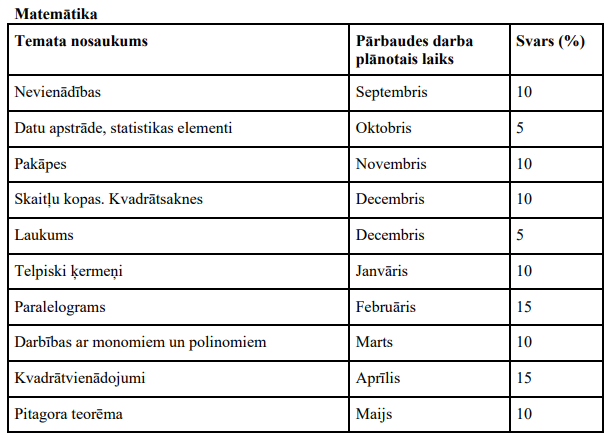 Matemātika
Temata nosaukums Pārbaudes darba plānotais laiks Svars (%)
Nevienādības Septembris 10
Datu apstrāde, statistikas elementi Oktobris 5
Pakāpes Novembris 10
Skaitļu kopas. Kvadrātsaknes Decembris 10
Laukums Decembris 5
Telpiski ķermeņi Janvāris 10
Paralelograms Februāris 15
Darbības ar monomiem un polinomiem Marts 10
Kvadrātvienādojumi Aprīlis 15
Pitagora teorēma Maijs 10